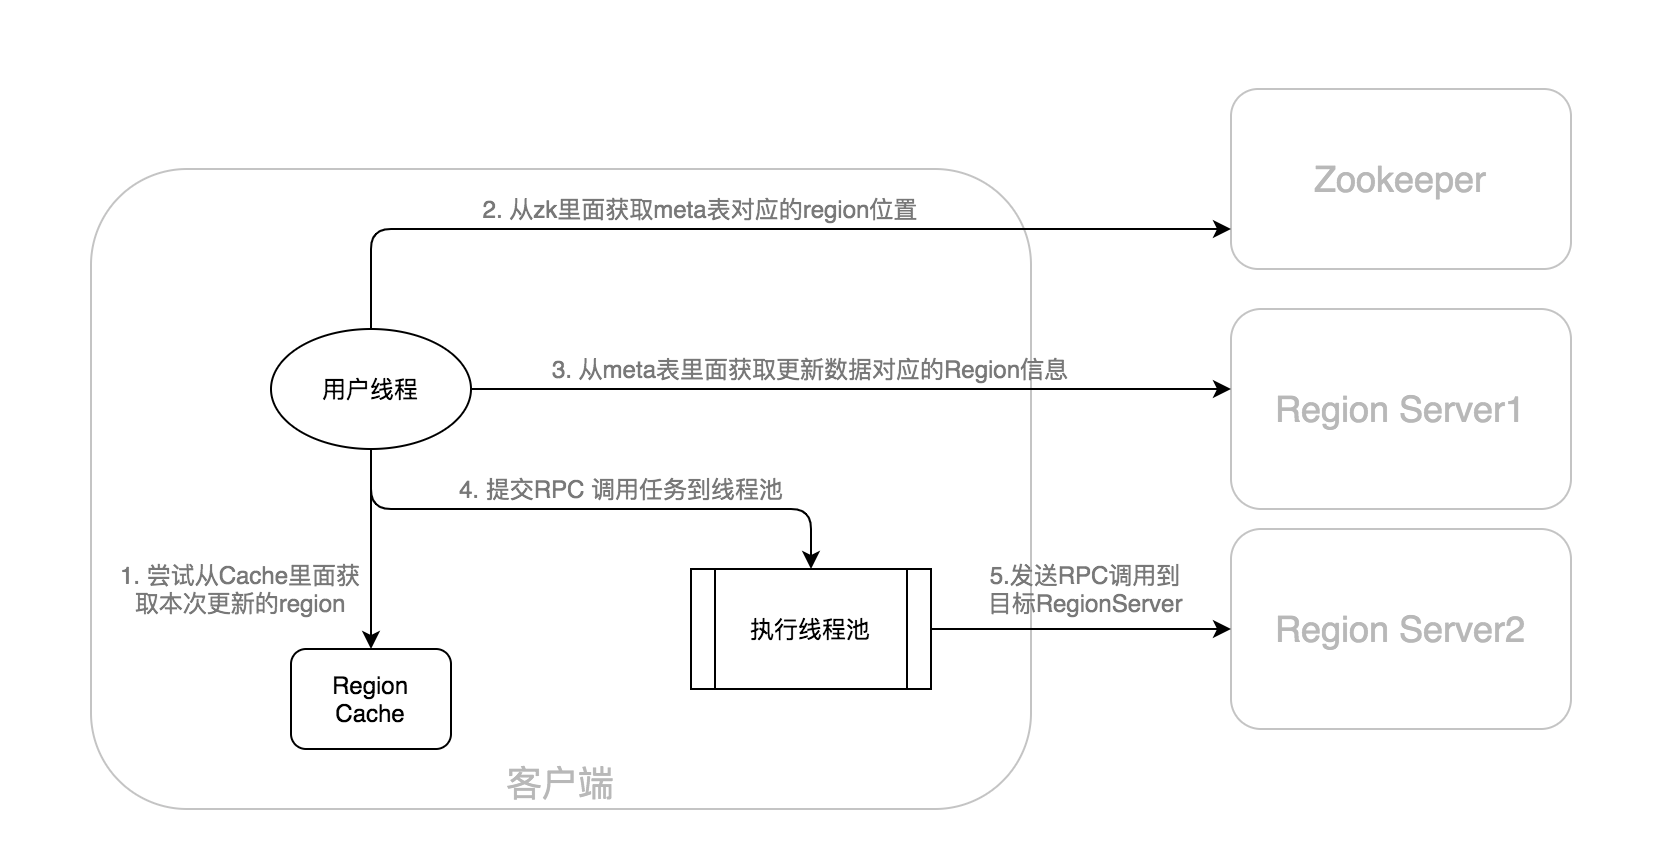 Zookeeper
2. 从zk里面获取meta表对应的region位置
3. 从meta表里面获取更新数据对应的Region信息
用户线程
Region Server1
4. 提交RPC 调用任务到线程池
1. 尝试从Cache里面获
取本次更新的region
5.发送RPC调用到
目标RegionServer
执行线程池
Region Server2
Region
Cache
客户端